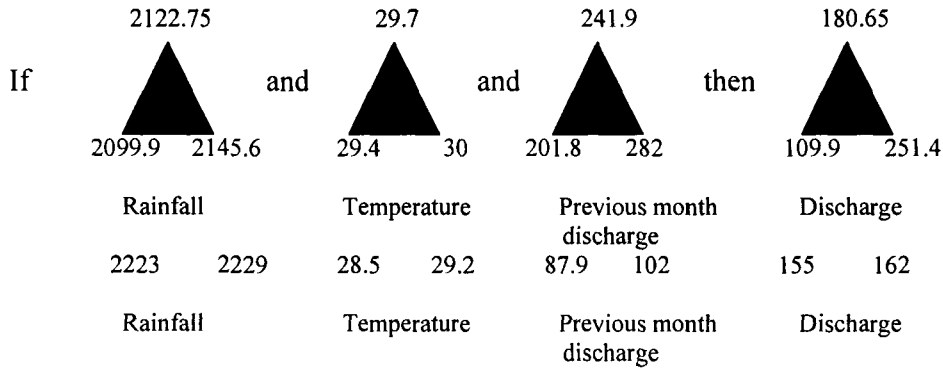 2122.75 29.7 241.9 180.65
If and and then
2099.9 2145.6 29.4 30 201.8 282 109.9 251.4
Rainfall Temperature Previous month Discharge
discharge
2223 2229 28.5 29.2 87.9 102 155 162
Rainfall Temperature Previous month Discharge
discharge